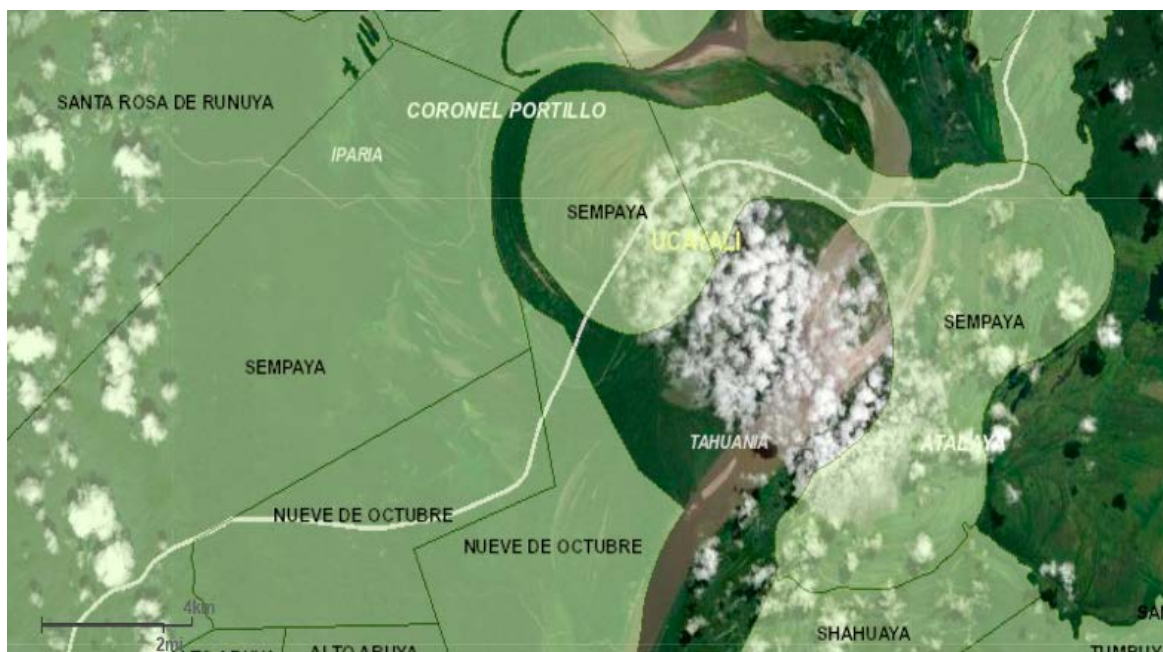 SANTA ROSA DE RUNUYA
CORONEL PORTILLO
IPARIA
SEMPAYA
UCAYALI
SEMPAYA
SEMPAYA
TAHUANIA
ATALAYA
NUEVE DE OCTUBRE
NUEVE DE OCTUBRE
4km
2mi
SHAHUAYA
ALTO ARUYA